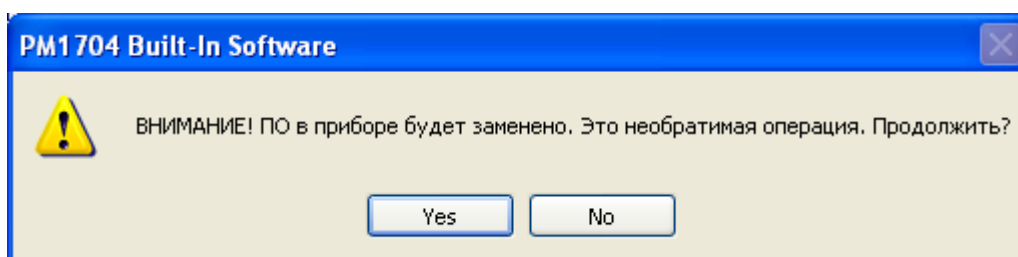 PM1704 Built-In Software
ВНИМАНИЕ! ПО в приборе будет заменено. Это необратимая операция. Продолжить?
Yes No